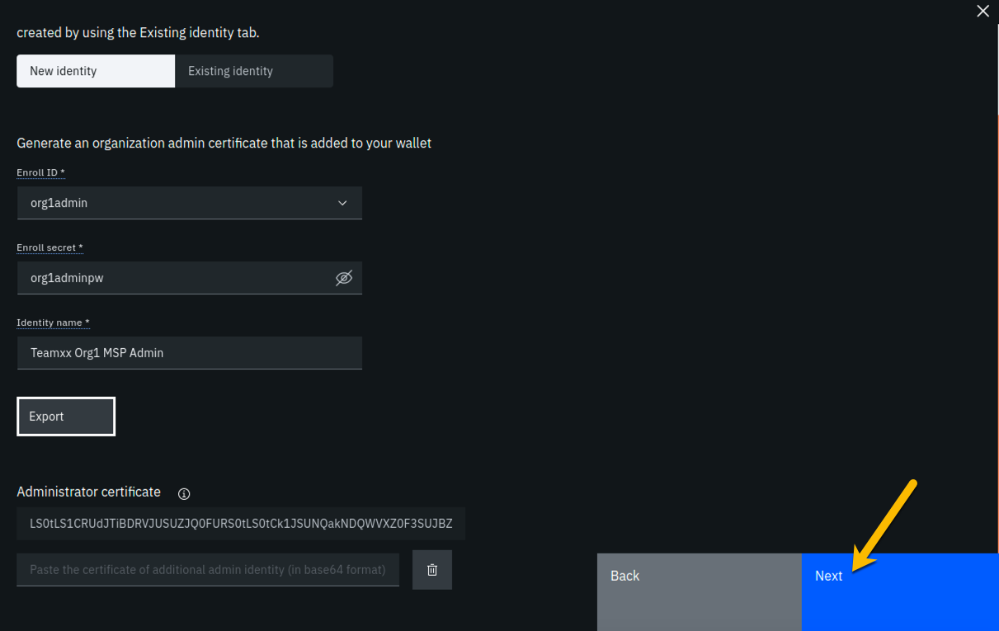 created by using the Existing identity tab.
New identity
Existing identity
Generate an organization admin certificate that is added to your wallet
Enroll ID *
org1admin
Enroll secret *
org1adminpw
Identity name *
Teamxx Org1 MSP Admin
Export
Administrator certificate
LS0tLS1CRUdJTiBDRVJUSUZJQ0FURS0tLS0tCk1JSUNQakNDQWVXZ0F3SUJBZ
Paste the certificate of additional admin identity (in base64 format)
Back
Next